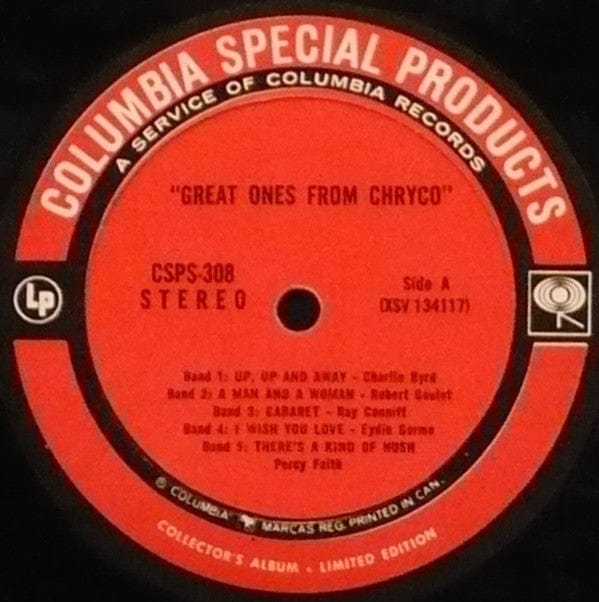 COLUMBIA SPECIAL PRODUCTS
A SERVICE OF COLUMBIA RECORDS
"GREAT ONES FROM CHRYCO"
CSPS-308
STEREO
Side A
(XSV 134117)
LP
Band 1: UP, UP AND AWAY - Charlie Byrd
Band 2: A MAN AND A WOMAN - Robert Goulet
Band 3: CABARET - Ray Conniff
Band 4: I WISH YOU LOVE - Eydie Gorme
Band 5: THERE'S A KIND OF HUSH
Percy Faith
® COLUMBIA MARCAS REG. PRINTED IN CAN.
COLLECTOR'S ALBUM • LIMITED EDITION